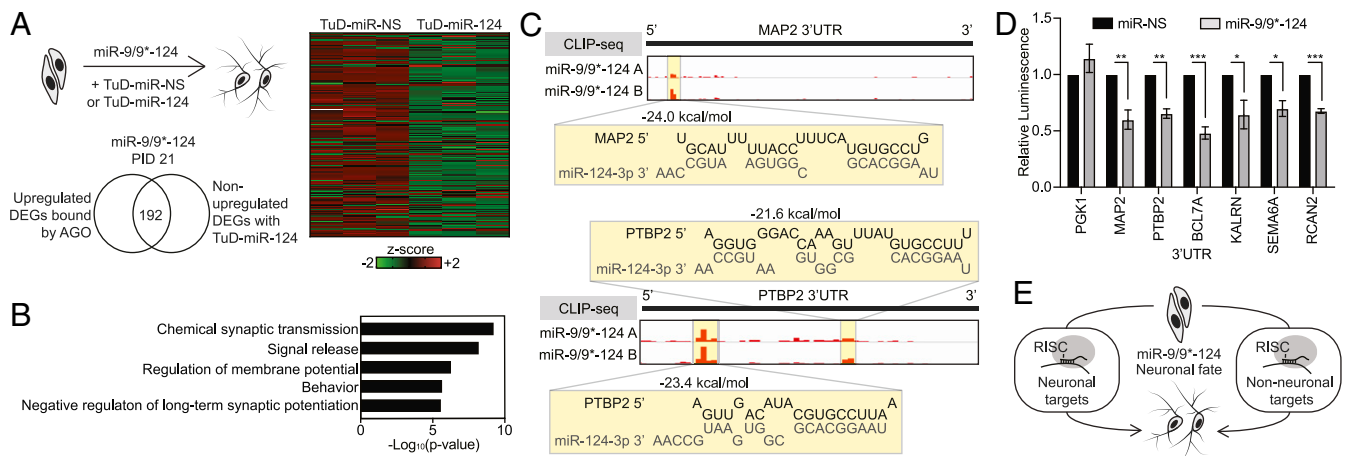 A
miR-9/9*-124
+ TuD-miR-NS
or TuD-miR-124
miR-9/9*-124
PID 21
Upregulated
DEGs bound
by AGO
192
Non-
upregulated
DEGs with
TuD-miR-124
TuD-miR-NS TuD-miR-124
z-score
-2 +2
B
Chemical synaptic transmission
Signal release
Regulation of membrane potential
Behavior
Negative regulaton of long-term synaptic potentiation
0 5 10
-Log10(p-value)
C
5’ MAP2 3’UTR 3’
CLIP-seq
miR-9/9*-124 A
miR-9/9*-124 B
-24.0 kcal/mol
U UU UUUCA G
MAP2 5’ GCAU UUACC UGUGCCU
CGUA AGUGG GCACGGA
miR-124-3p 3’ AAC C AU
-21.6 kcal/mol
A GGAC AA UUAU U
PTBP2 5’ GGUG CA GU GUGCCUU
CCGU GU CG CACGGAA
miR-124-3p 3’ AA AA GG U
5’ PTBP2 3’UTR 3’
CLIP-seq
miR-9/9*-124 A
miR-9/9*-124 B
-23.4 kcal/mol
A G AUA A
PTBP2 5’ GUU AC CGUGCCUUA
UAA UG GCACGGAAU
miR-124-3p 3’ AACCG G GC
D
miR-NS miR-9/9*-124
Relative Luminescence
1.5
1.0
0.5
0.0
** ** *** * * ***
PGK1
MAP2
PTBP2
BCL7A
KALRN
SEMA6A
RCAN2
3'UTR
E
RISC
Neuronal
targets
miR-9/9*-124
Neuronal fate
RISC
Non-neuronal
targets